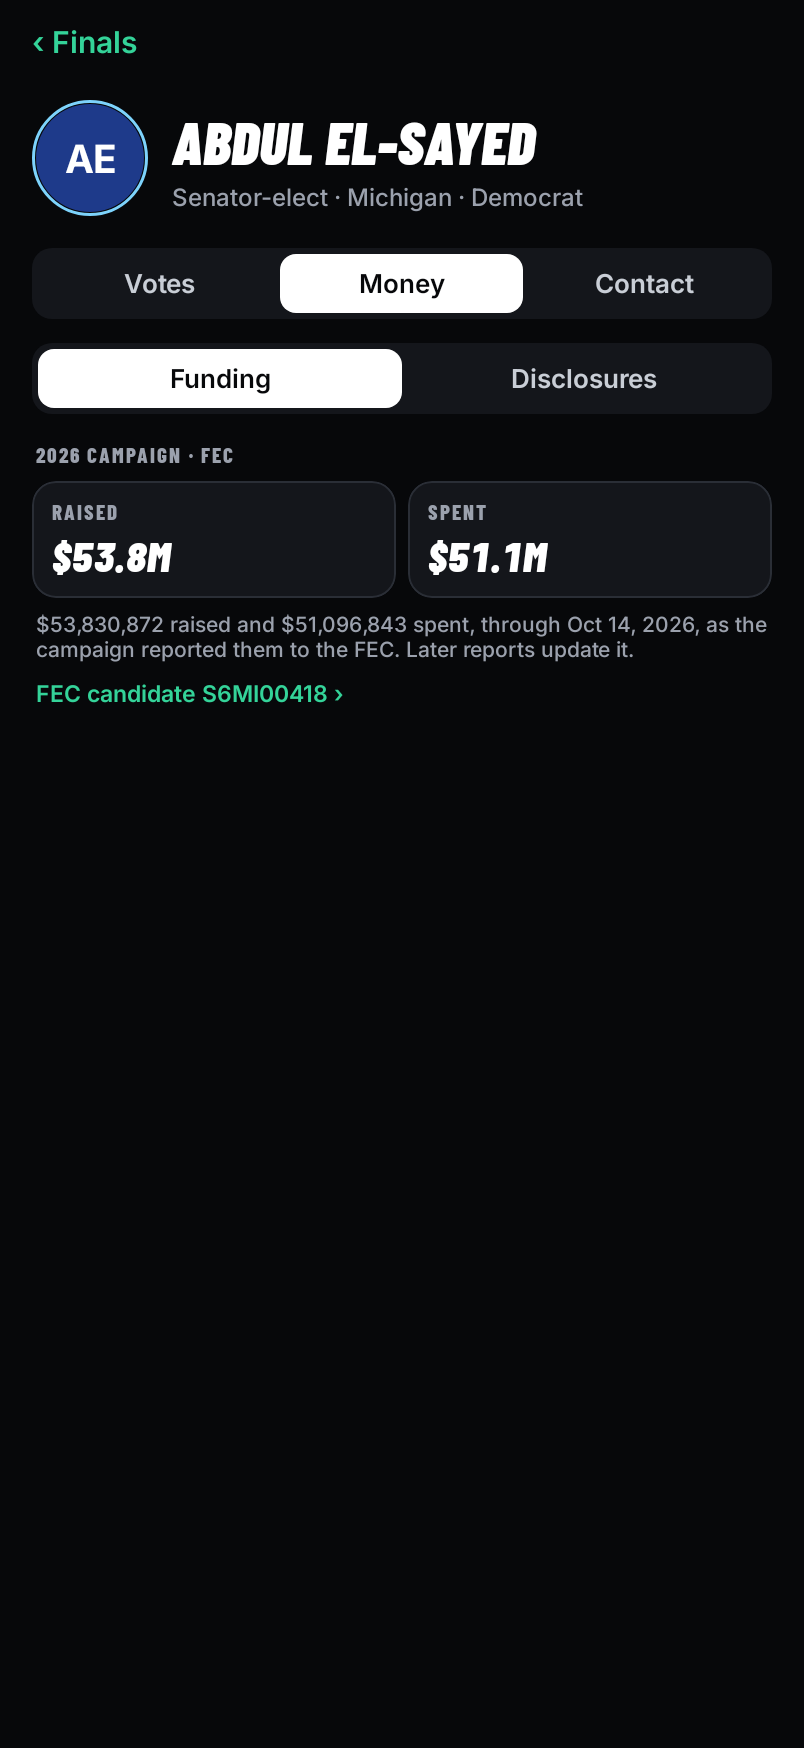 ‹ Finals
AE
ABDUL EL-SAYED
Senator-elect · Michigan · Democrat
Votes
Money
Contact
Funding
Disclosures
2026 CAMPAIGN · FEC
RAISED
$53.8M
SPENT
$51.1M
$53,830,872 raised and $51,096,843 spent, through Oct 14, 2026, as the
campaign reported them to the FEC. Later reports update it.
FEC candidate S6MI00418 ›